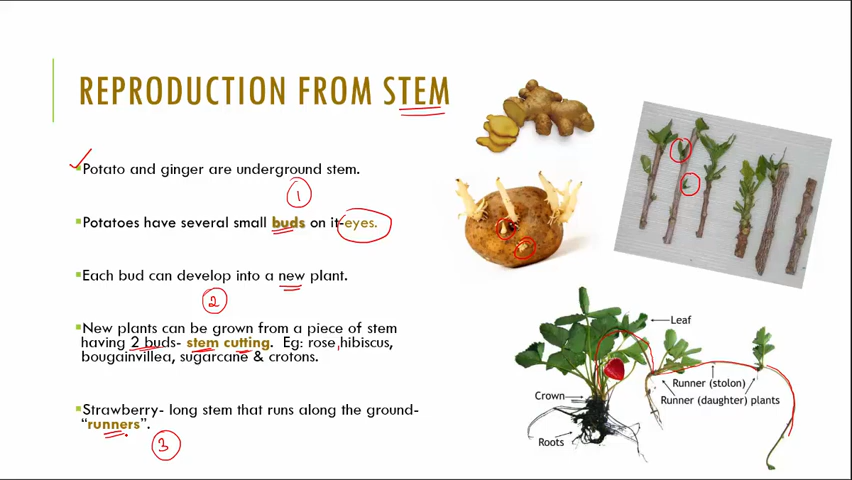 REPRODUCTION FROM STEM
Potato and ginger are underground stem.
1
Potatoes have several small buds on it-eyes.
Each bud can develop into a new plant.
2
New plants can be grown from a piece of stem
having 2 buds- stem cutting. Eg: rose,hibiscus,
bougainvillea, sugarcane & crotons.
Strawberry- long stem that runs along the ground-
"runners".
3
Leaf
Runner (stolon)
Runner (daughter) plants
Crown
Roots